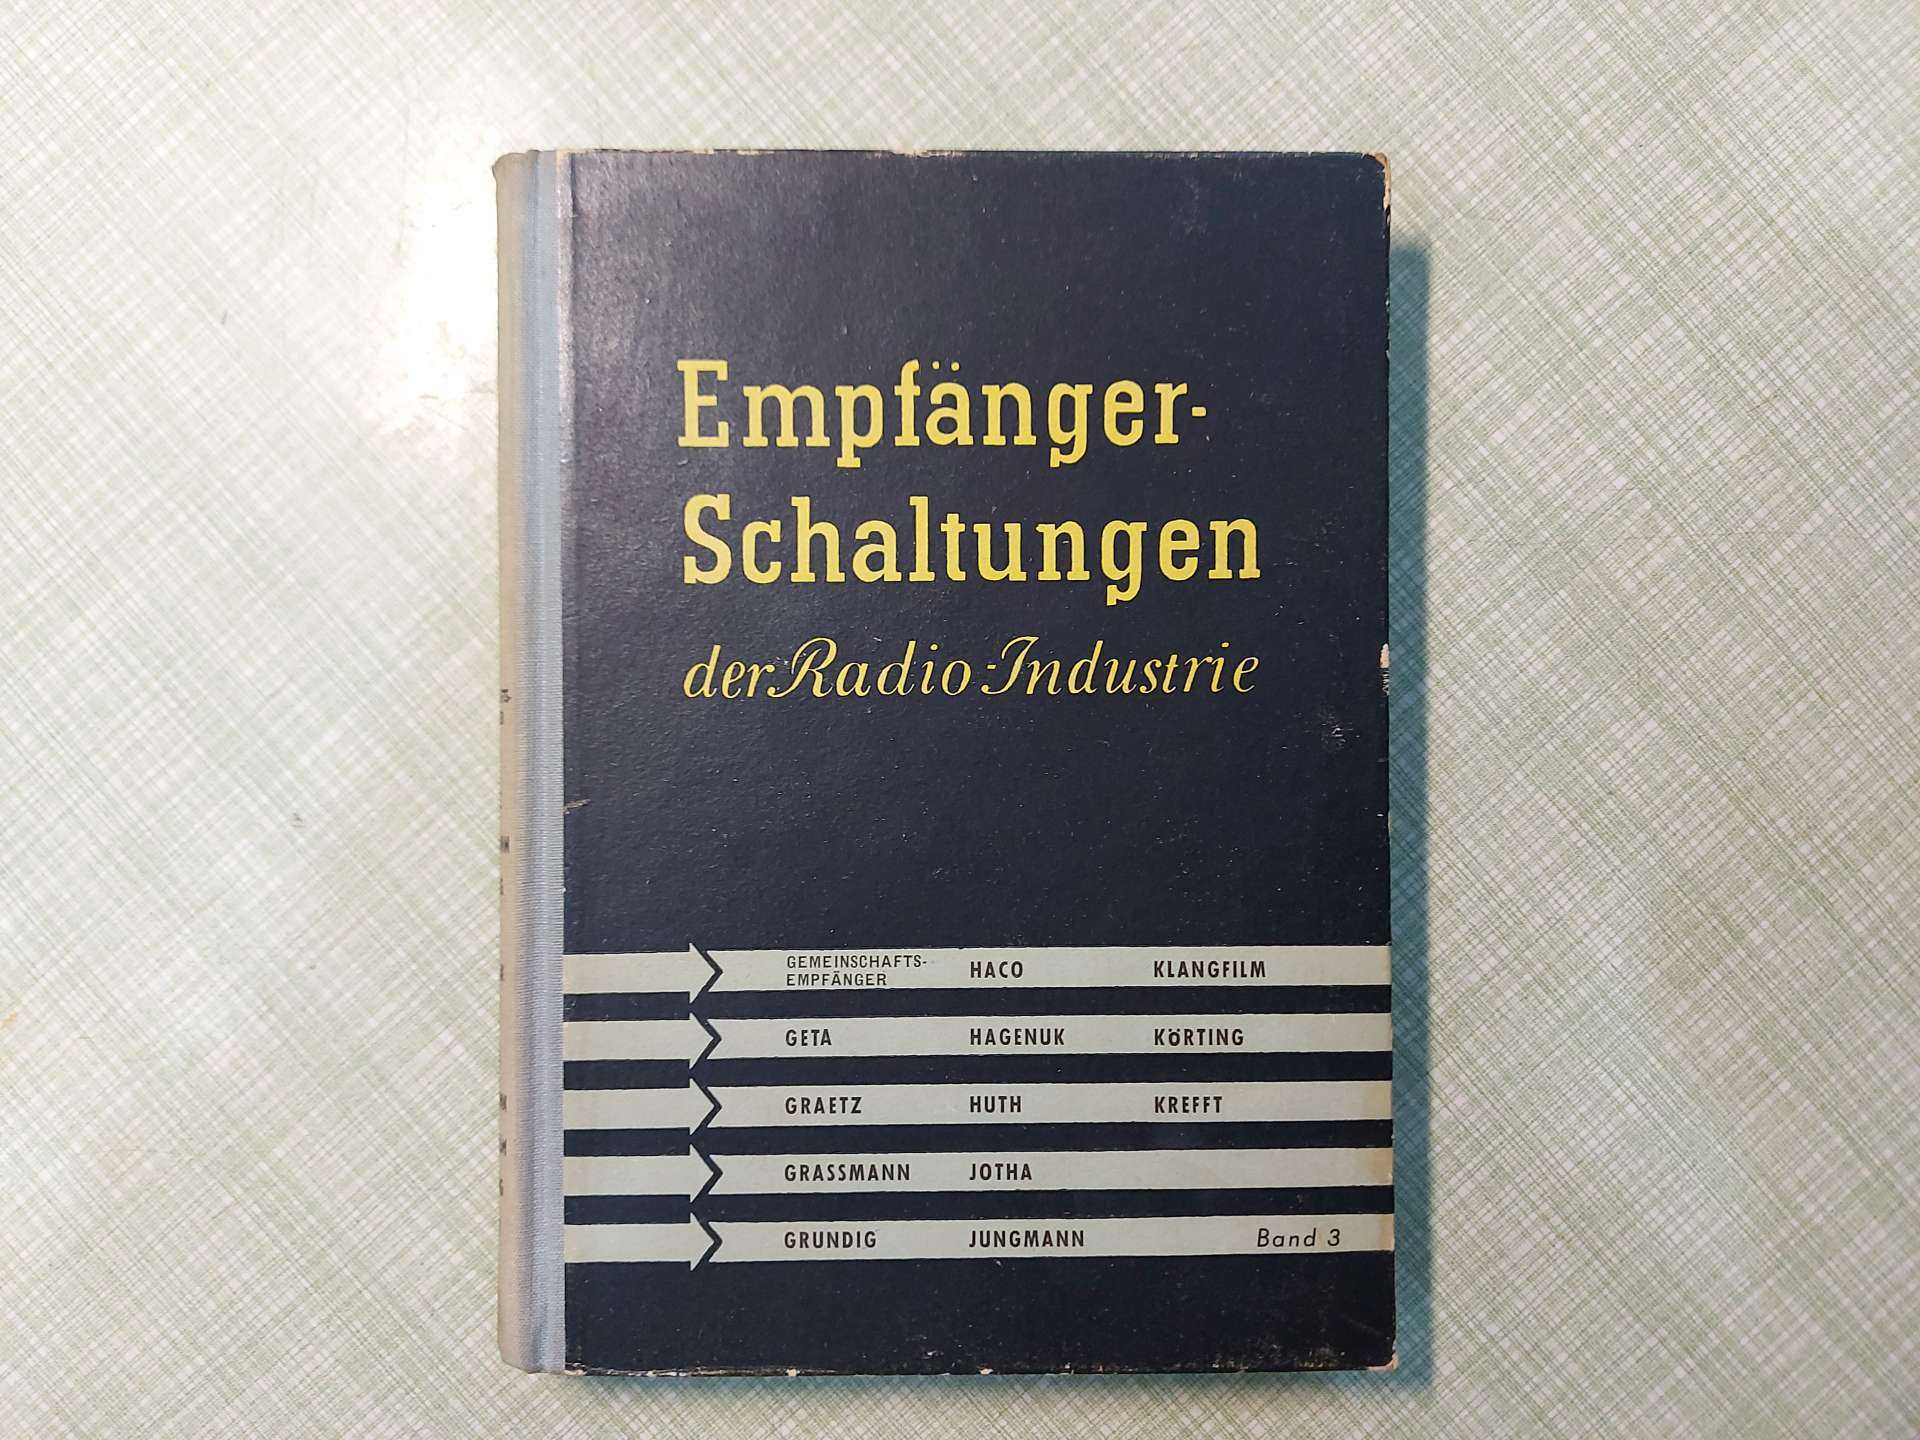 Empfänger-
Schaltungen
der Radio-Industrie
GEMEINSCHAFTS-
EMPFÄNGER
HACO
KLANGFILM
GETA
HAGENUK
KÖRTING
GRAETZ
HUTH
KREFFT
GRASSMANN
JOTHA
GRUNDIG
JUNGMANN
Band 3